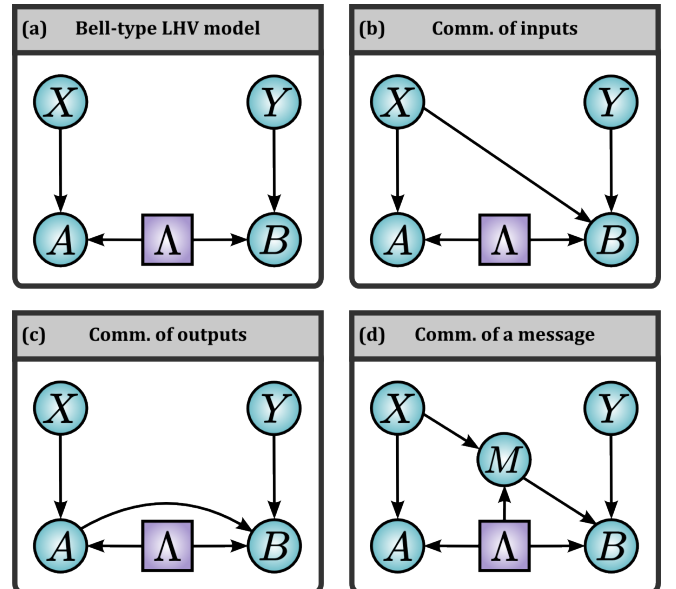 (a) Bell-type LHV model
X Y
A Λ B
(b) Comm. of inputs
X Y
A Λ B
(c) Comm. of outputs
X Y
A Λ B
(d) Comm. of a message
X Y
M
A Λ B